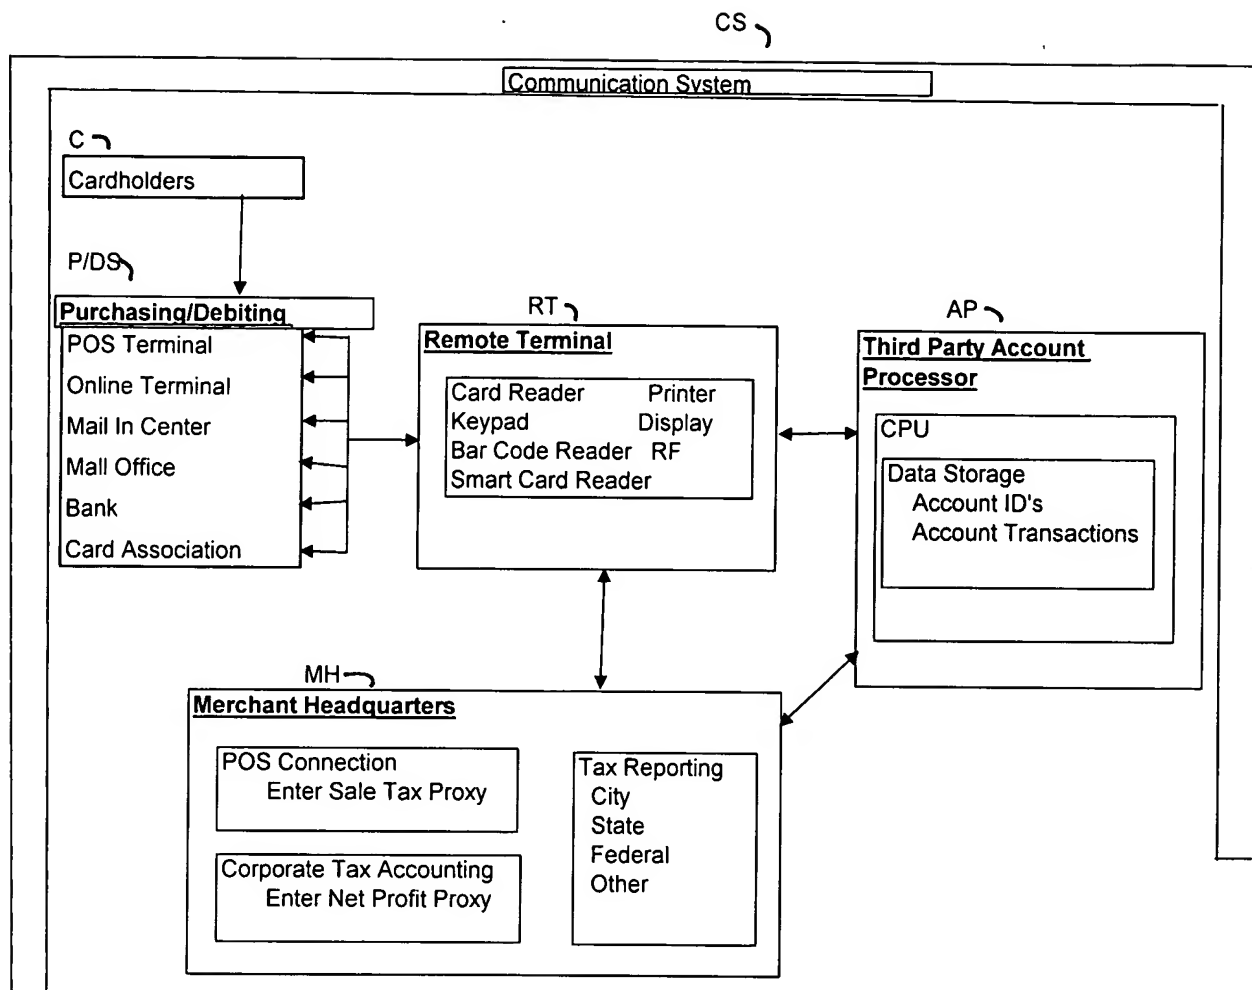 CS
Communication System
C
Cardholders
P/DS
Purchasing/Debiting
POS Terminal
Online Terminal
Mail In Center
Mall Office
Bank
Card Association
RT
Remote Terminal
Card Reader Printer
Keypad Display
Bar Code Reader RF
Smart Card Reader
AP
Third Party Account
Processor
CPU
Data Storage
Account ID's
Account Transactions
MH
Merchant Headquarters
POS Connection
Enter Sale Tax Proxy
Corporate Tax Accounting
Enter Net Profit Proxy
Tax Reporting
City
State
Federal
Other